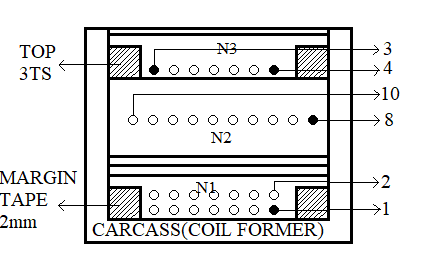 N3
3
TOP
3TS
4
10
8
N2
MARGIN
TAPE
2mm
N1
2
1
CARCASS(COIL FORMER)